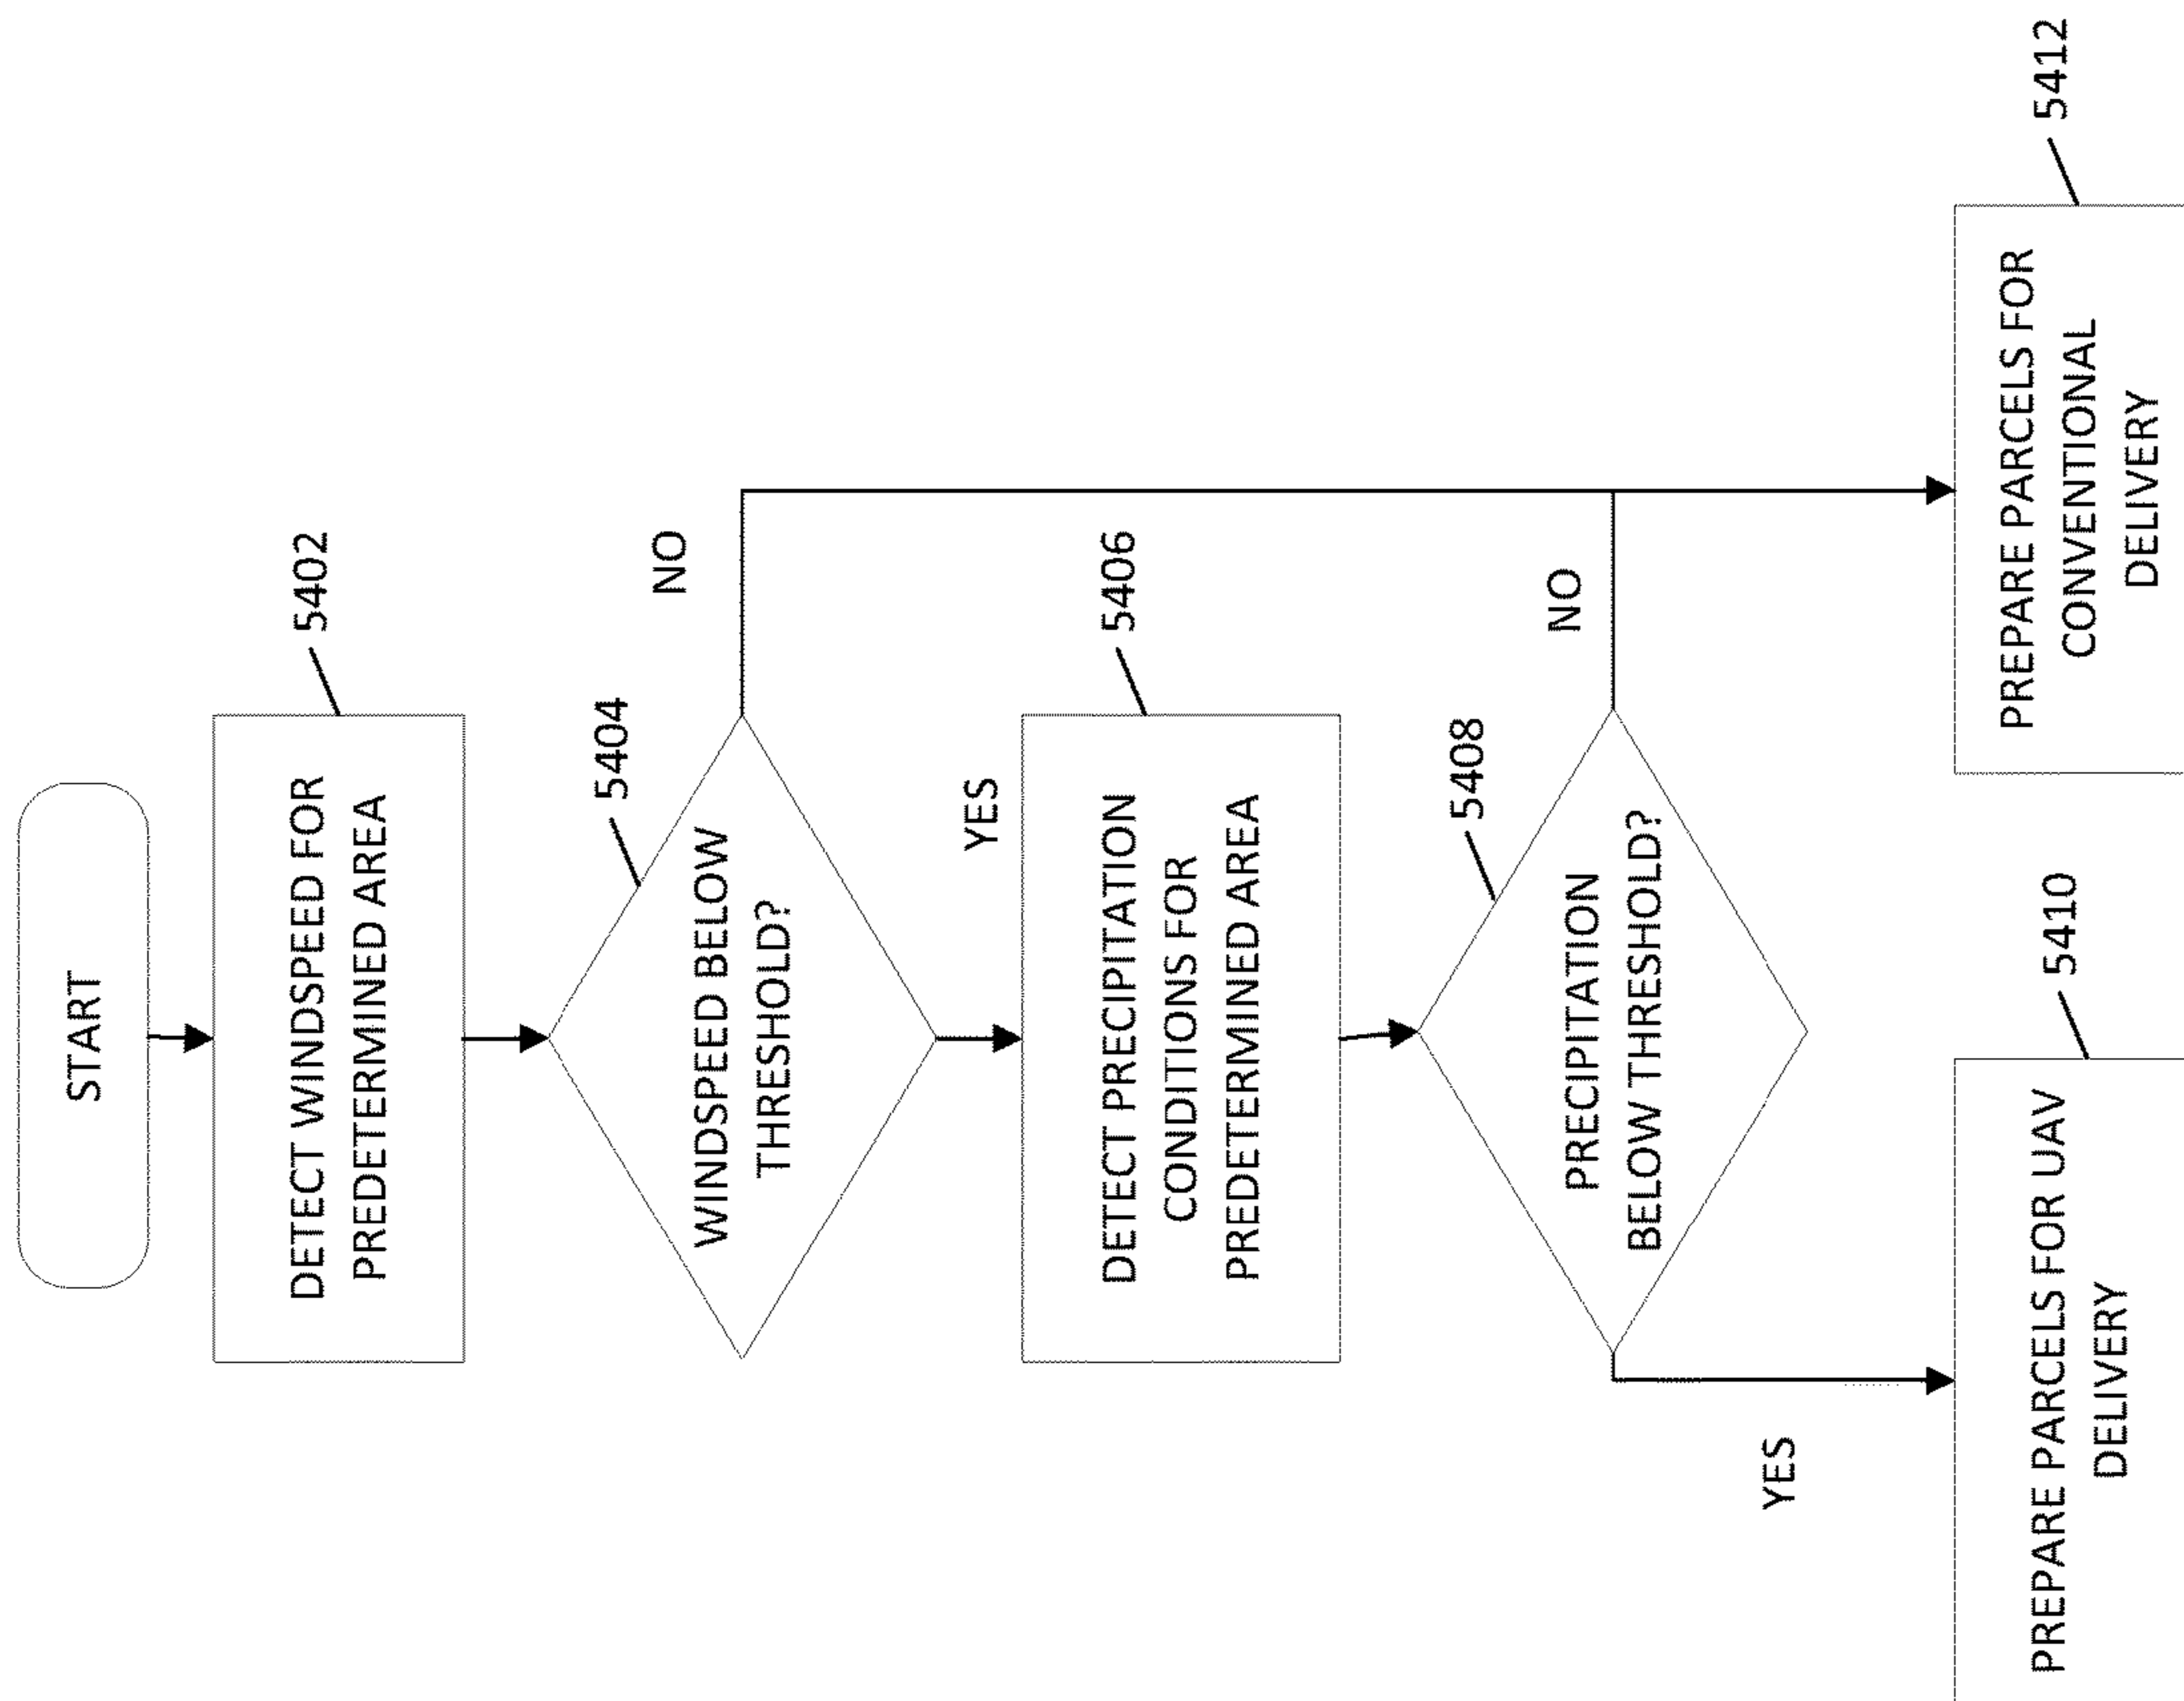 START
5402
DETECT WINDSPEED FOR
PREDETERMINED AREA
5404
WINDSPEED BELOW
THRESHOLD?
NO
YES
5406
DETECT PRECIPITATION
CONDITIONS FOR
PREDETERMINED AREA
5408
PRECIPITATION
BELOW THRESHOLD?
NO
YES
5410
PREPARE PARCELS FOR UAV
DELIVERY
5412
PREPARE PARCELS FOR
CONVENTIONAL
DELIVERY